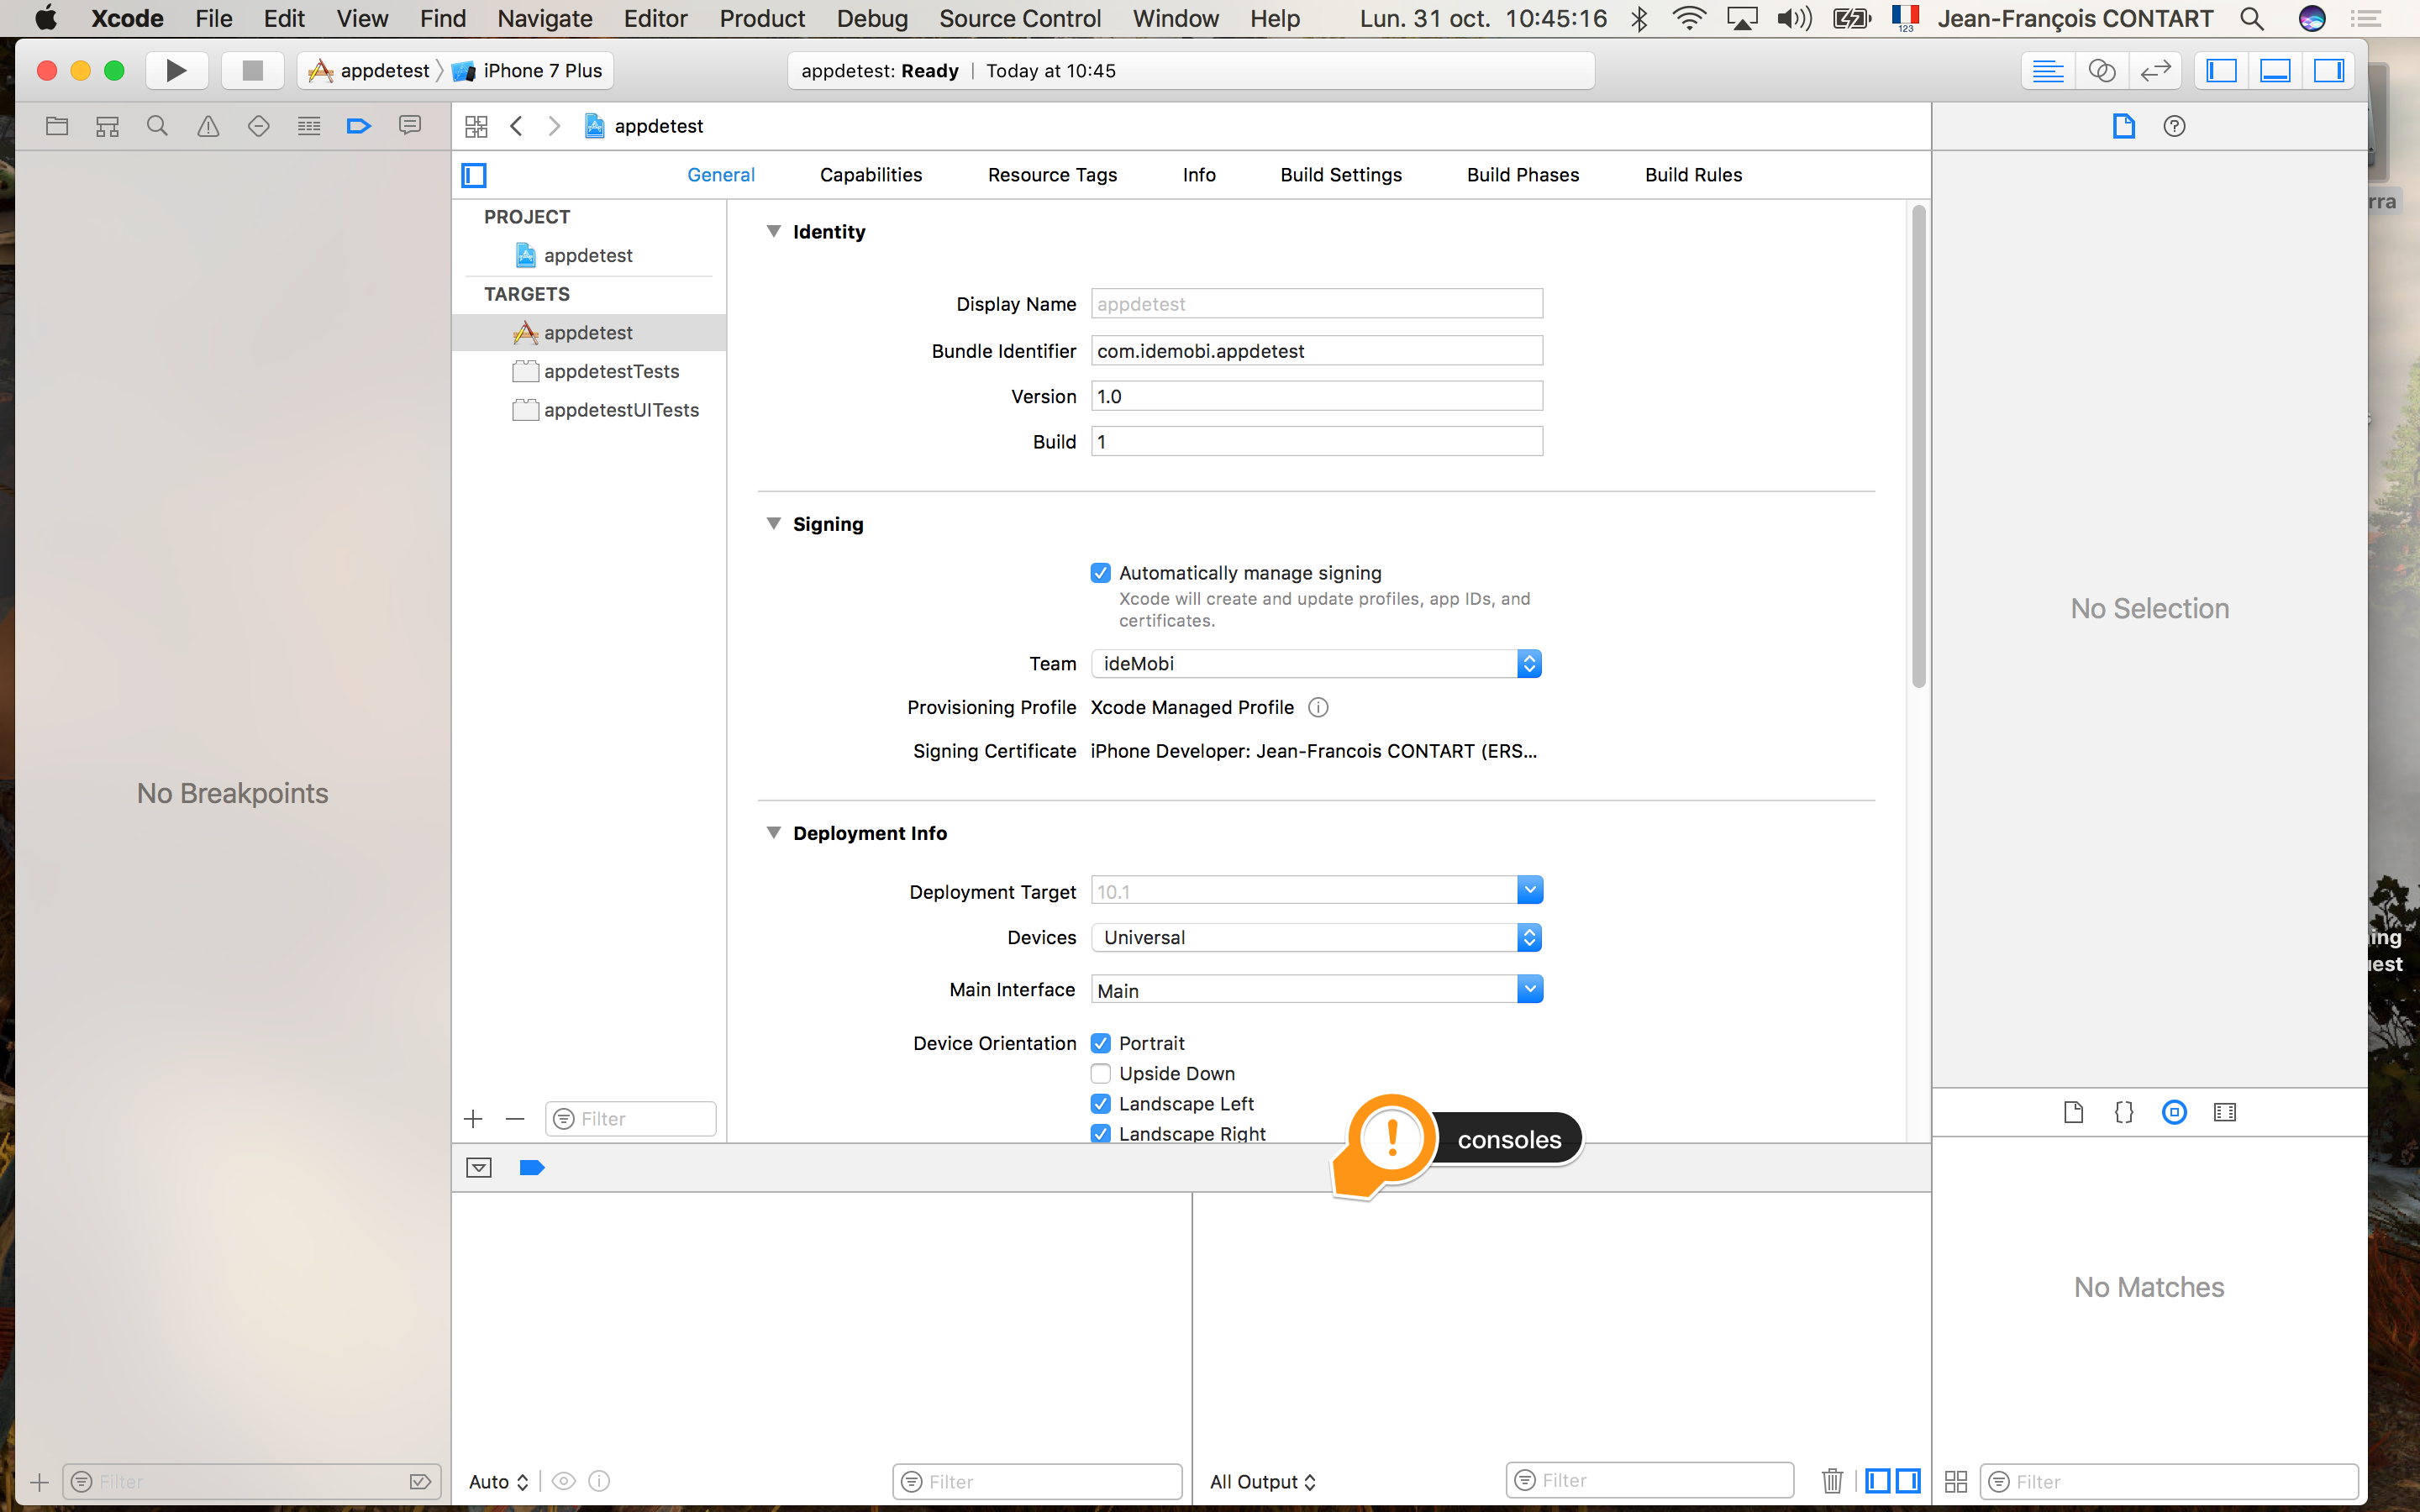 Xcode File Edit View Find Navigate Editor Product Debug Source Control Window Help Lun. 31 oct. 10:45:16 123 Jean-François CONTART
appdetest iPhone 7 Plus appdetest: Ready Today at 10:45
appdetest
General Capabilities Resource Tags Info Build Settings Build Phases Build Rules
PROJECT
appdetest
TARGETS
appdetest
appdetestTests
appdetestUITests
Filter
Identity
Display Name appdetest
Bundle Identifier com.idemobi.appdetest
Version 1.0
Build 1
Signing
Automatically manage signing
Xcode will create and update profiles, app IDs, and
certificates.
Team ideMobi
Provisioning Profile Xcode Managed Profile
Signing Certificate iPhone Developer: Jean-Francois CONTART (ERS...
Deployment Info
Deployment Target 10.1
Devices Universal
Main Interface Main
Device Orientation Portrait
Upside Down
Landscape Left
Landscape Right
consoles
No Breakpoints
No Selection
No Matches
rra
ing
est
Filter
Auto Filter
All Output Filter
Filter